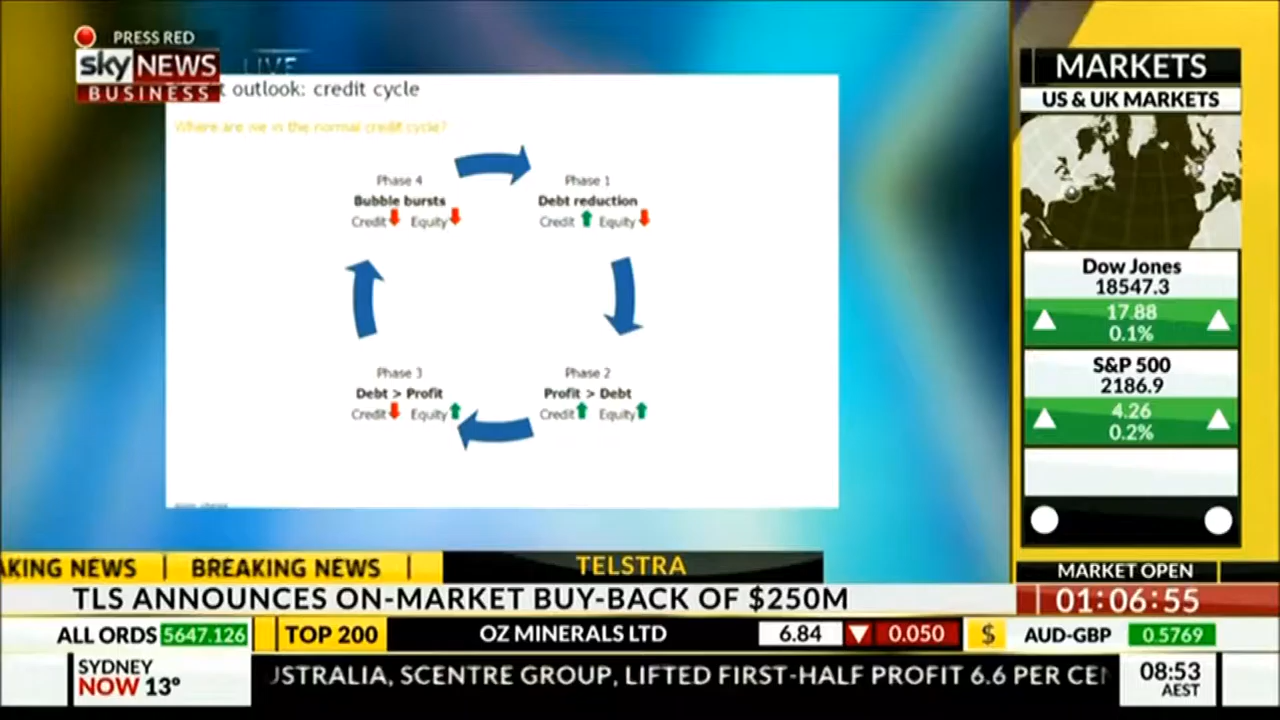 PRESS RED
sky NEWS
LIVE
BUSINESS
t outlook: credit cycle
Where are we in the normal credit cycle?
Phase 4
Bubble bursts
Credit Equity
Phase 1
Debt reduction
Credit Equity
Phase 3
Debt > Profit
Credit Equity
Phase 2
Profit > Debt
Credit Equity
MARKETS
US & UK MARKETS
Dow Jones
18547.3
17.88
0.1%
S&P 500
2186.9
4.26
0.2%
MARKET OPEN
01:06:55
AKING NEWS | BREAKING NEWS |
TELSTRA
TLS ANNOUNCES ON-MARKET BUY-BACK OF $250M
ALL ORDS 5647.126 TOP 200 OZ MINERALS LTD 6.84 0.050 $ AUD-GBP 0.5769
SYDNEY
NOW 13°
USTRALIA, SCENTRE GROUP, LIFTED FIRST-HALF PROFIT 6.6 PER CEN
08:53
AEST